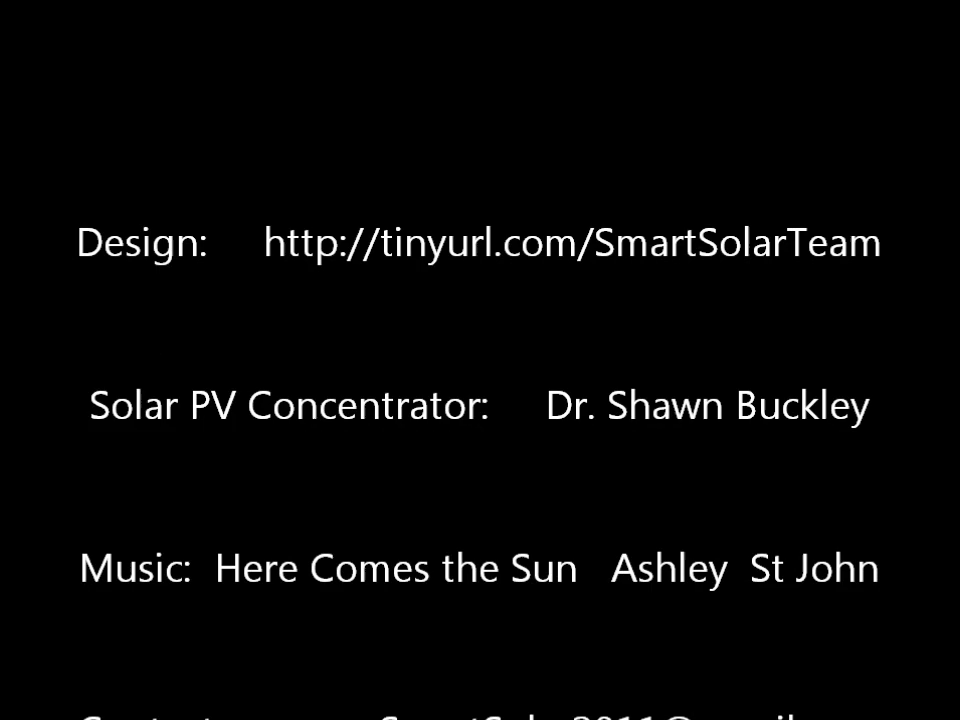 Design: http://tinyurl.com/SmartSolarTeam
Solar PV Concentrator: Dr. Shawn Buckley
Music: Here Comes the Sun Ashley St John